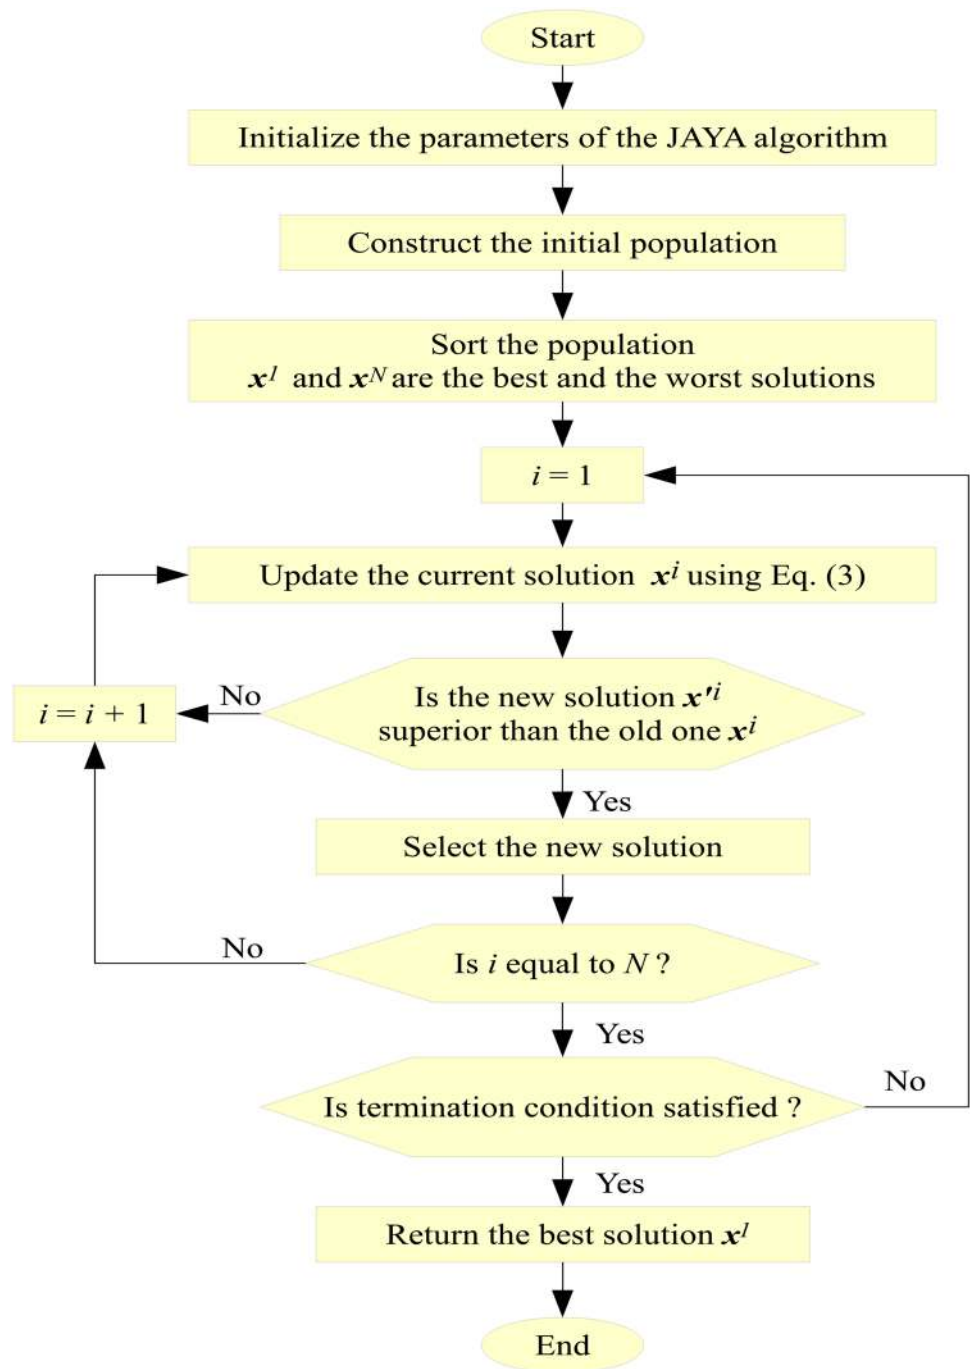 Start
Initialize the parameters of the JAYA algorithm
Construct the initial population
Sort the population
x¹ and xᴺ are the best and the worst solutions
i = 1
Update the current solution xⁱ using Eq. (3)
Is the new solution x′ⁱ
superior than the old one xⁱ
No
i = i + 1
Yes
Select the new solution
No
Is i equal to N ?
Yes
Is termination condition satisfied ?
No
Yes
Return the best solution x¹
End